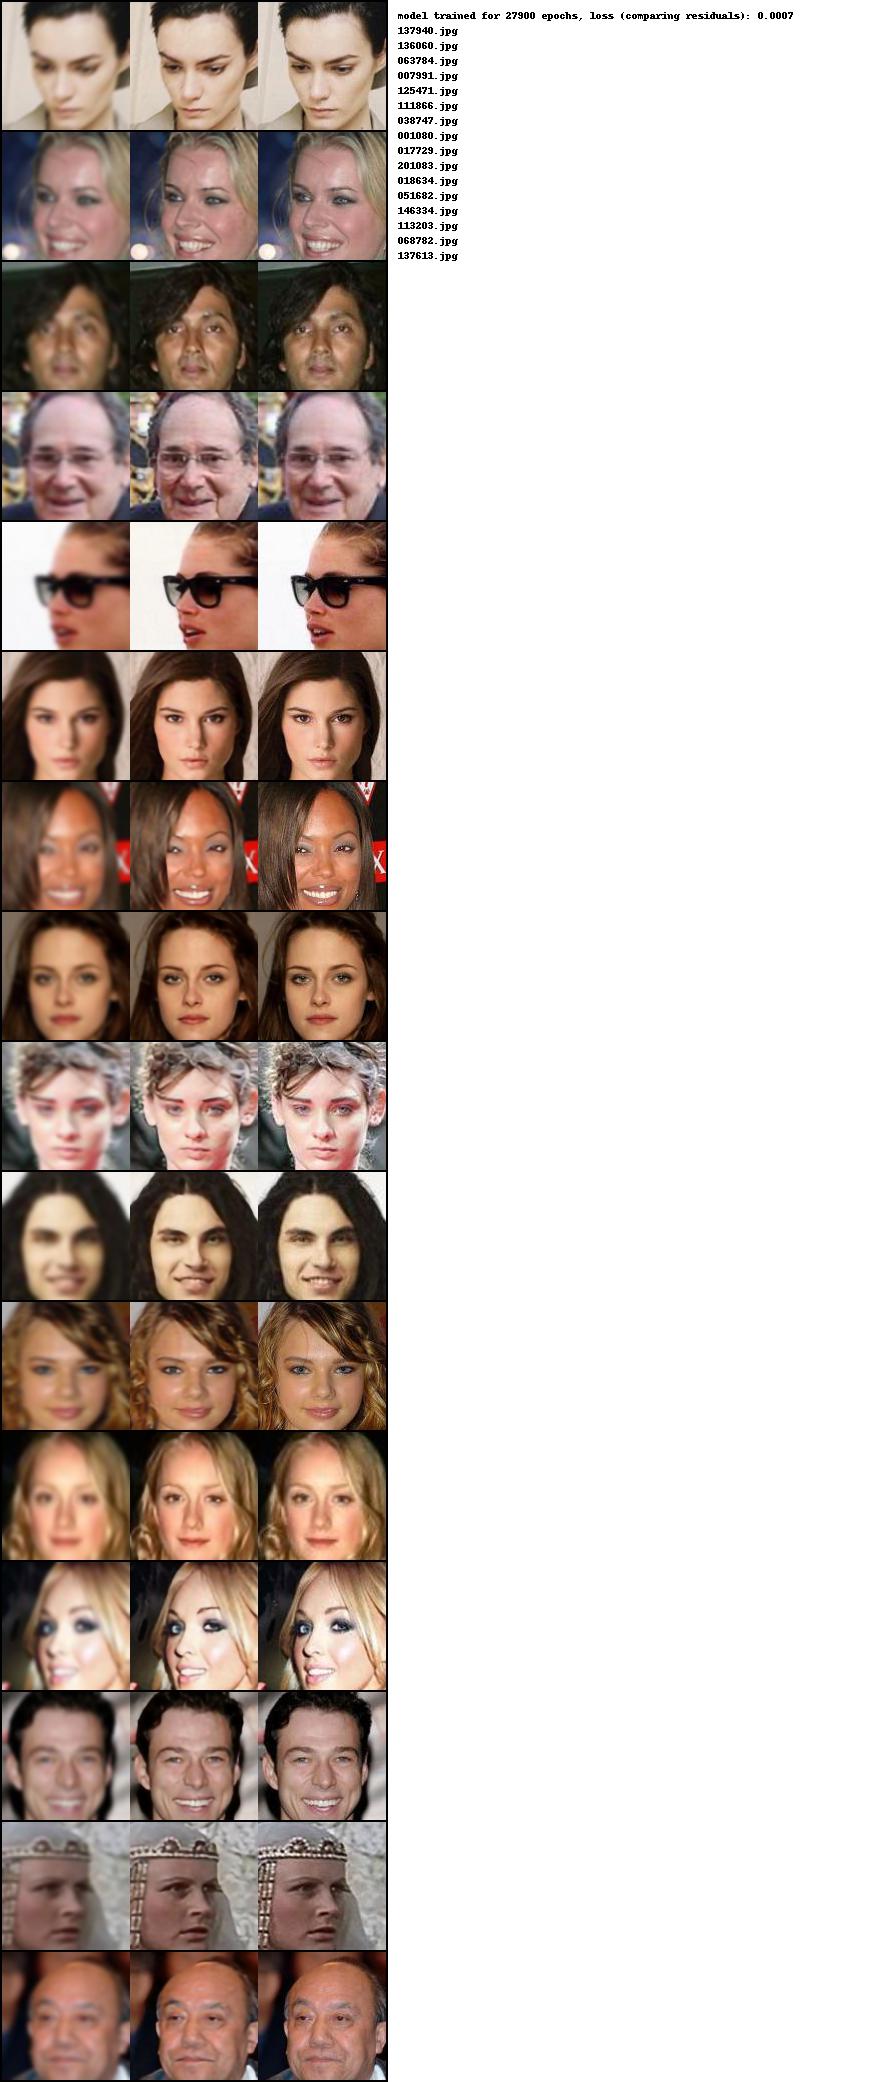 model trained for 27900 epochs, loss (comparing residuals): 0.0007
137940.jpg
136060.jpg
063784.jpg
007991.jpg
125471.jpg
111866.jpg
038747.jpg
001080.jpg
017729.jpg
201083.jpg
018634.jpg
051682.jpg
146334.jpg
113203.jpg
068782.jpg
137613.jpg
X
X
X